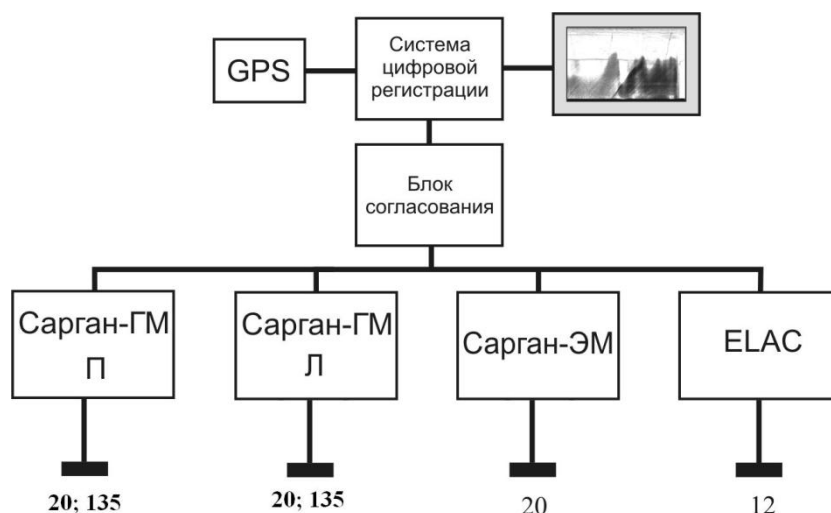 GPS
Система
цифровой
регистрации
Блок
согласования
Сарган-ГМ
П
Сарган-ГМ
Л
Сарган-ЭМ
ELAC
20; 135
20; 135
20
12